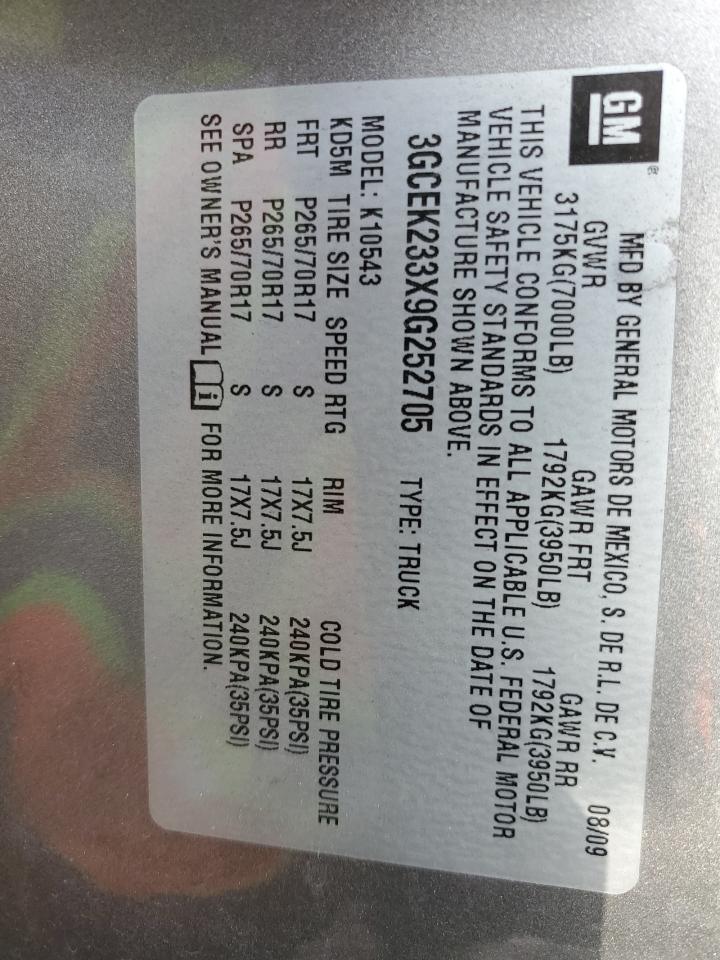 GM
®
MFD BY GENERAL MOTORS DE MEXICO, S. DE R.L. DE C.V. 08/09
GVWR GAWR FRT GAWR RR
3175KG(7000LB) 1792KG(3950LB) 1792KG(3950LB)
THIS VEHICLE CONFORMS TO ALL APPLICABLE U.S. FEDERAL MOTOR
VEHICLE SAFETY STANDARDS IN EFFECT ON THE DATE OF
MANUFACTURE SHOWN ABOVE.
3GCEK233X9G252705 TYPE: TRUCK
MODEL: K10543
KD5M TIRE SIZE SPEED RTG RIM COLD TIRE PRESSURE
FRT P265/70R17 S 17X7.5J 240KPA(35PSI)
RR P265/70R17 S 17X7.5J 240KPA(35PSI)
SPA P265/70R17 S 17X7.5J 240KPA(35PSI)
SEE OWNER'S MANUAL i FOR MORE INFORMATION.